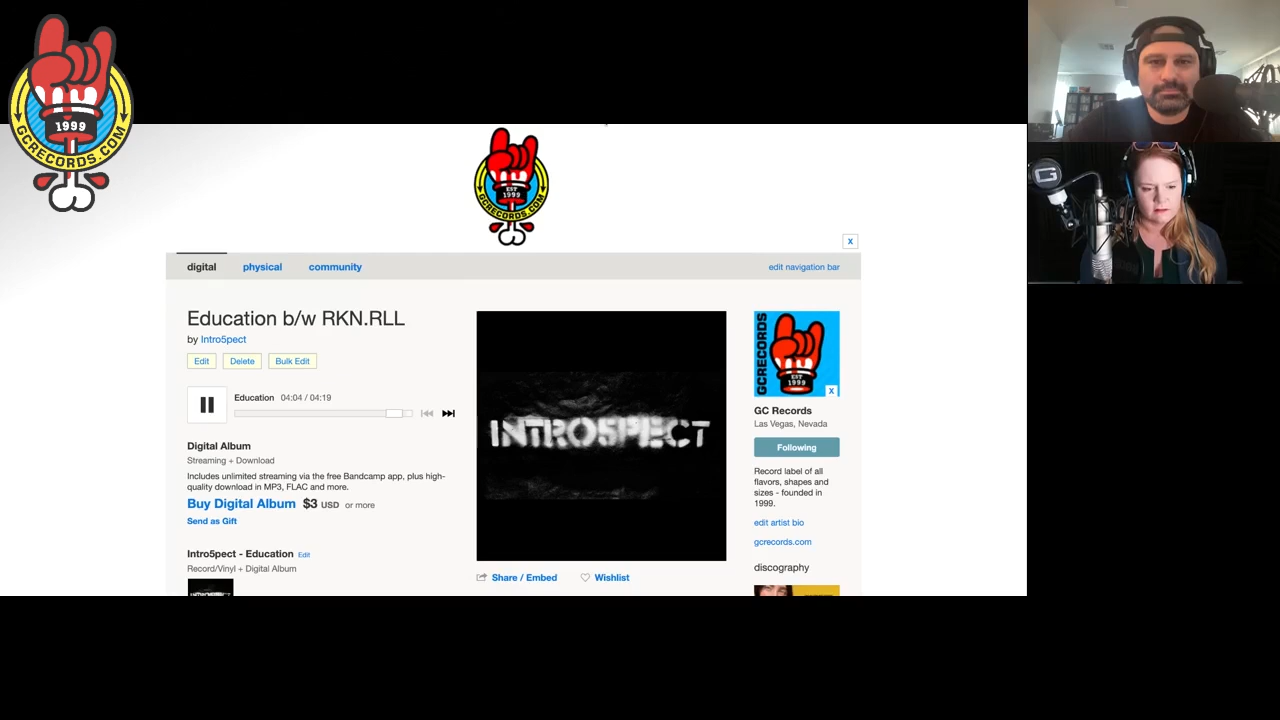 1999
GCRECORDS.COM
EST
1999
GCRECORDS.COM
X
digital
physical
community
edit navigation bar
Education b/w RKN.RLL
by Intro5pect
Edit
Delete
Bulk Edit
Education 04:04 / 04:19
Digital Album
Streaming + Download
Includes unlimited streaming via the free Bandcamp app, plus high-
quality download in MP3, FLAC and more.
Buy Digital Album $3 USD or more
Send as Gift
Intro5pect - Education Edit
Record/Vinyl + Digital Album
INTRO5PECT
INTRO5PECT
Share / Embed
Wishlist
GCRECORDS
EST
1999
X
GC Records
Las Vegas, Nevada
Following
Record label of all
flavors, shapes and
sizes - founded in
1999.
edit artist bio
gcrecords.com
discography
G